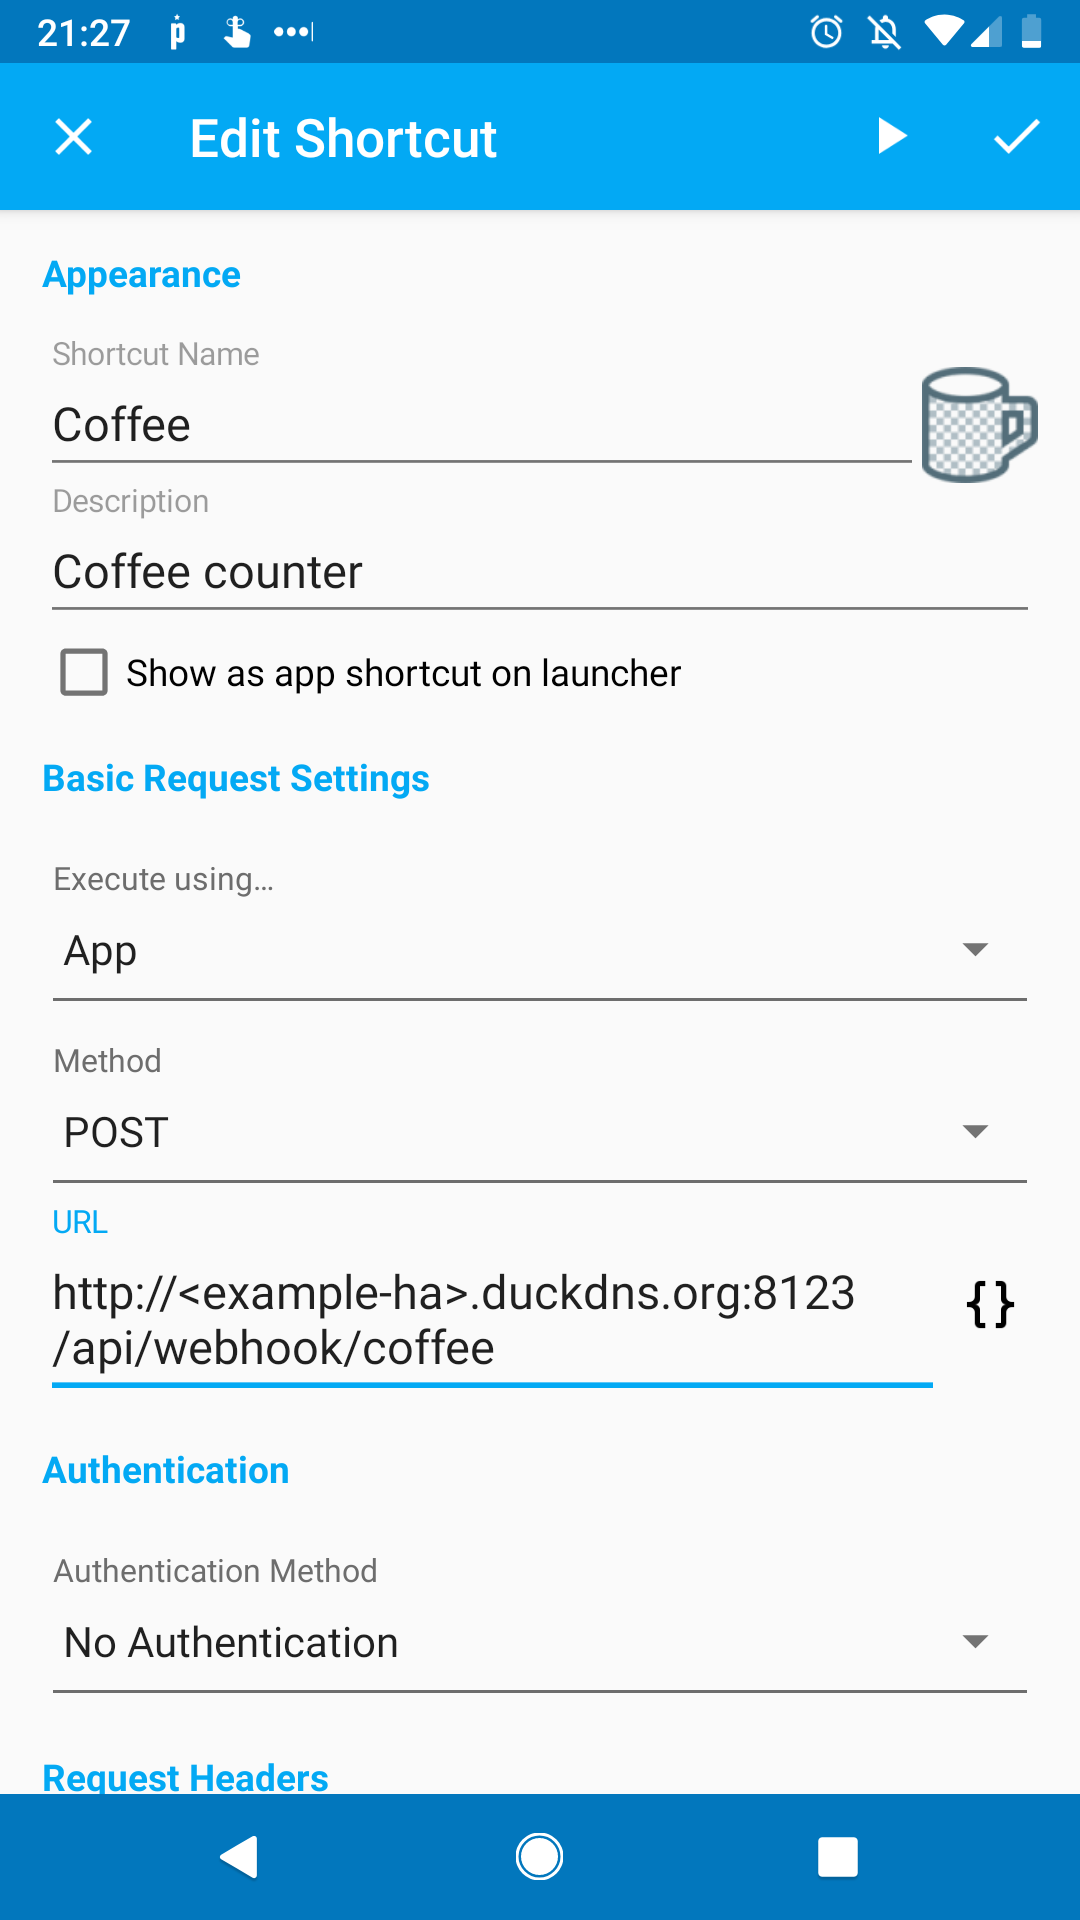 21:27
Edit Shortcut
Appearance
Shortcut Name
Coffee
Description
Coffee counter
Show as app shortcut on launcher
Basic Request Settings
Execute using...
App
Method
POST
URL
http://<example-ha>.duckdns.org:8123
/api/webhook/coffee
{}
Authentication
Authentication Method
No Authentication
Request Headers